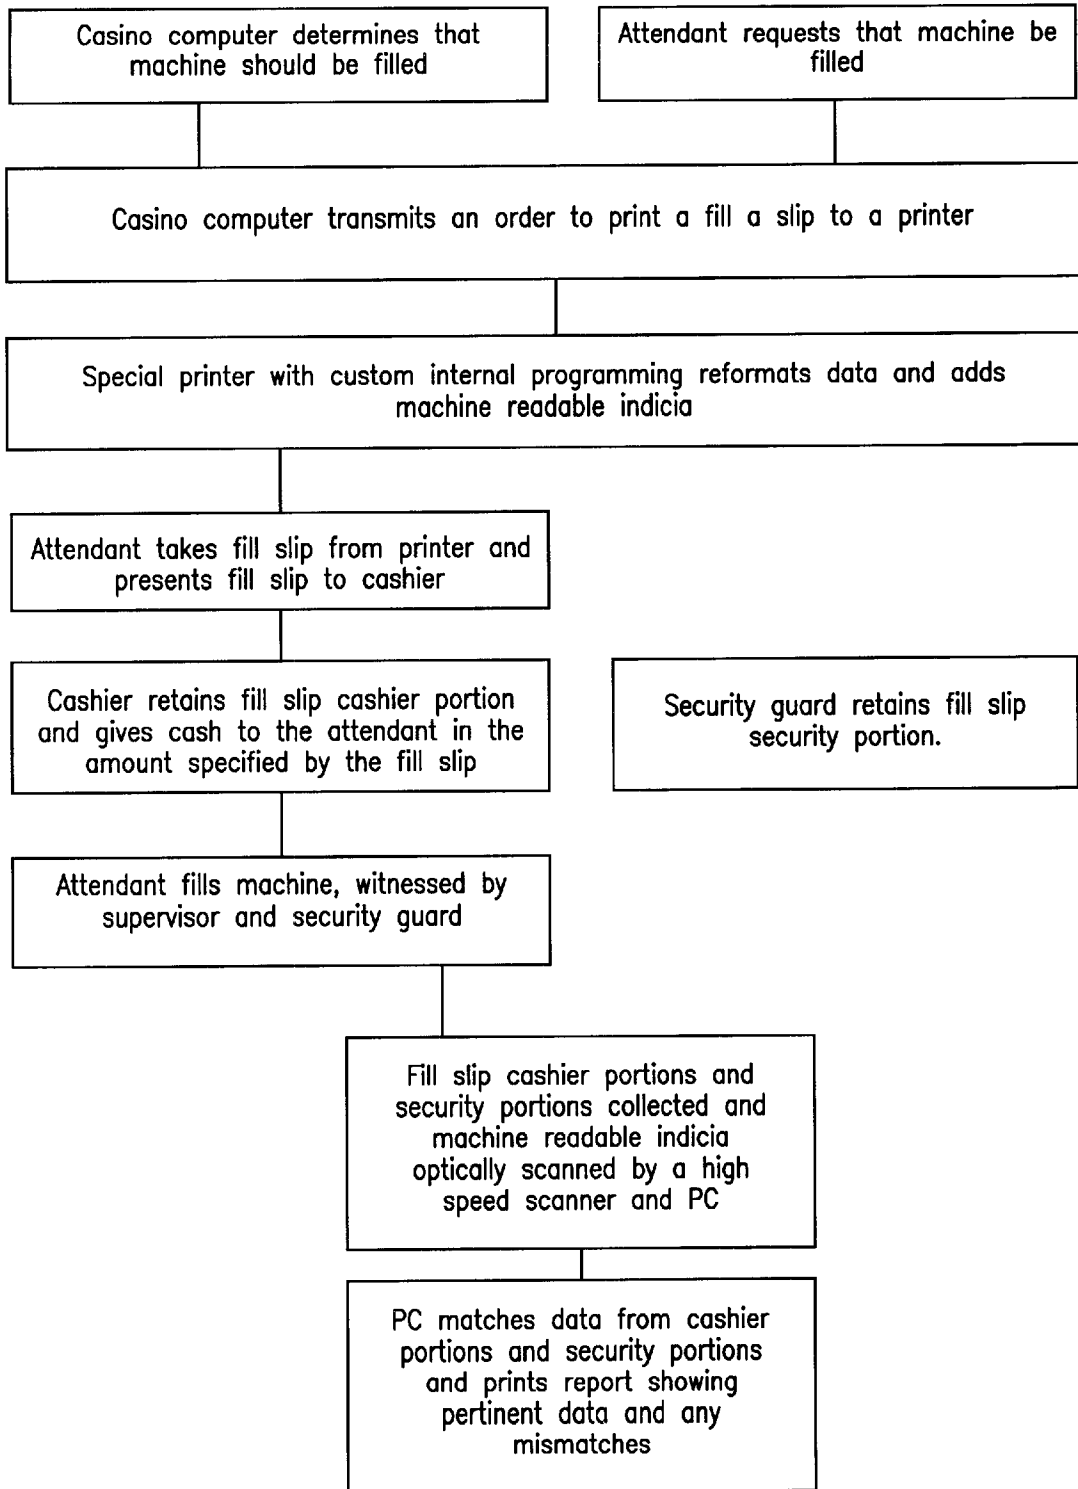 Casino computer determines that
machine should be filled
Attendant requests that machine be
filled
Casino computer transmits an order to print a fill a slip to a printer
Special printer with custom internal programming reformats data and adds
machine readable indicia
Attendant takes fill slip from printer and
presents fill slip to cashier
Cashier retains fill slip cashier portion
and gives cash to the attendant in the
amount specified by the fill slip
Security guard retains fill slip
security portion.
Attendant fills machine, witnessed by
supervisor and security guard
Fill slip cashier portions and
security portions collected and
machine readable indicia
optically scanned by a high
speed scanner and PC
PC matches data from cashier
portions and security portions
and prints report showing
pertinent data and any
mismatches